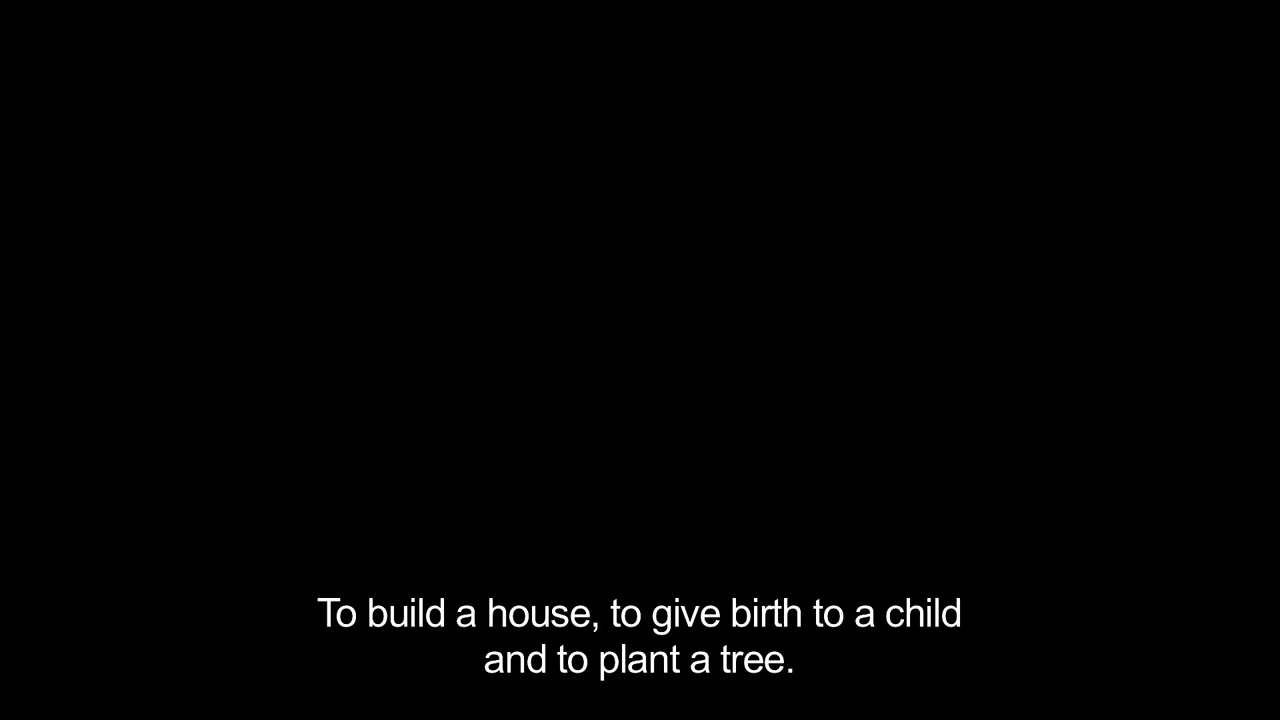 To build a house, to give birth to a child
and to plant a tree.